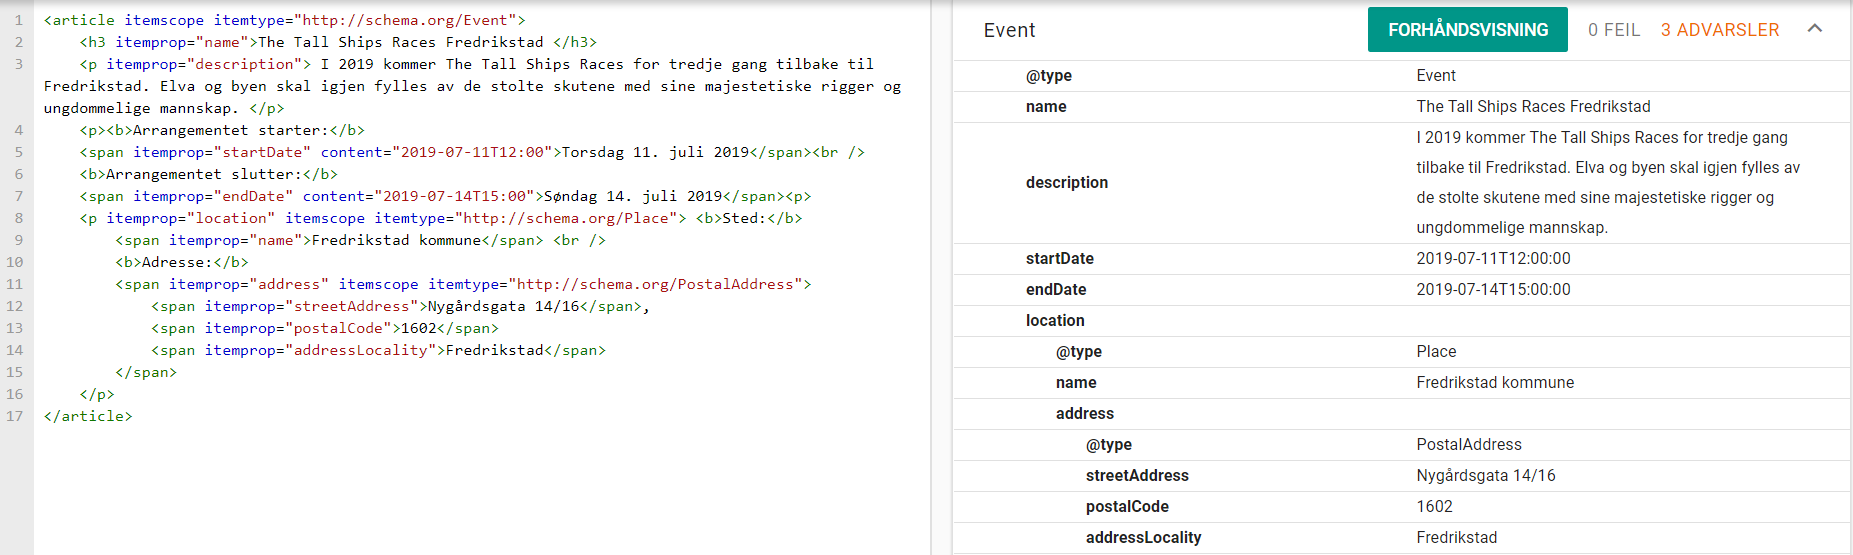 1 <article itemscope itemtype="http://schema.org/Event">
2 <h3 itemprop="name">The Tall Ships Races Fredrikstad </h3>
3 <p itemprop="description"> I 2019 kommer The Tall Ships Races for tredje gang tilbake til
Fredrikstad. Elva og byen skal igjen fylles av de stolte skutene med sine majestetiske rigger og
ungdommelige mannskap. </p>
4 <p><b>Arrangementet starter:</b>
5 <span itemprop="startDate" content="2019-07-11T12:00">Torsdag 11. juli 2019</span><br />
6 <b>Arrangementet slutter:</b>
7 <span itemprop="endDate" content="2019-07-14T15:00">Søndag 14. juli 2019</span><p>
8 <p itemprop="location" itemscope itemtype="http://schema.org/Place"> <b>Sted:</b>
9 <span itemprop="name">Fredrikstad kommune</span> <br />
10 <b>Adresse:</b>
11 <span itemprop="address" itemscope itemtype="http://schema.org/PostalAddress">
12 <span itemprop="streetAddress">Nygårdsgata 14/16</span>,
13 <span itemprop="postalCode">1602</span>
14 <span itemprop="addressLocality">Fredrikstad</span>
15 </span>
16 </p>
17 </article>
Event FORHÅNDSVISNING 0 FEIL 3 ADVARSLER
@type Event
name The Tall Ships Races Fredrikstad
description I 2019 kommer The Tall Ships Races for tredje gang
tilbake til Fredrikstad. Elva og byen skal igjen fylles av
de stolte skutene med sine majestetiske rigger og
ungdommelige mannskap.
startDate 2019-07-11T12:00:00
endDate 2019-07-14T15:00:00
location
@type Place
name Fredrikstad kommune
address
@type PostalAddress
streetAddress Nygårdsgata 14/16
postalCode 1602
addressLocality Fredrikstad